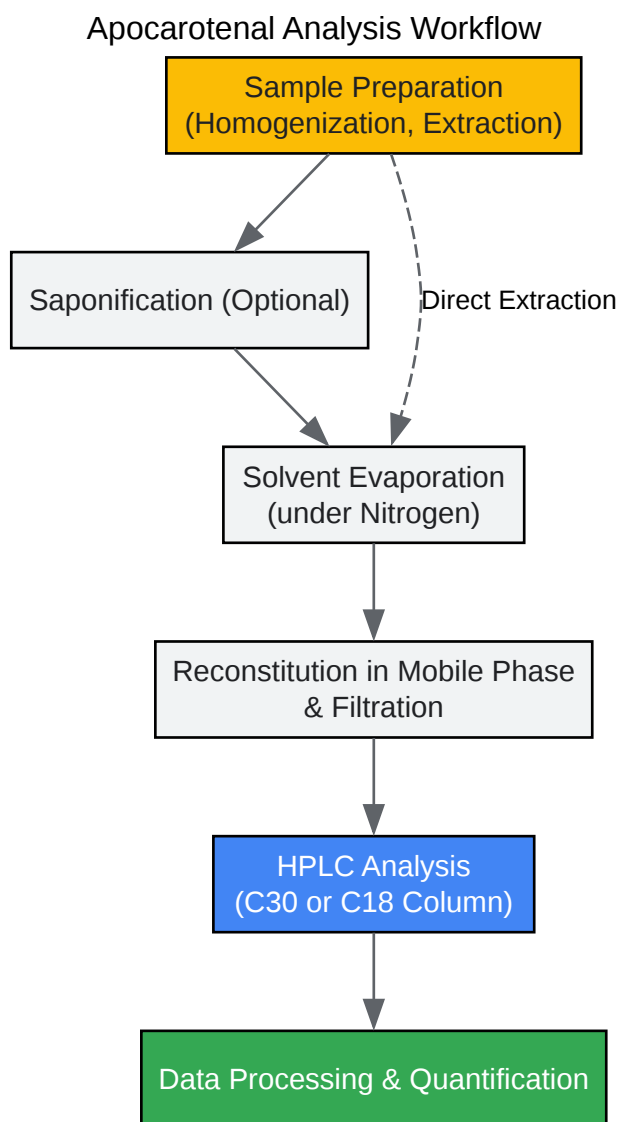 Apocarotenal Analysis Workflow
Sample Preparation
(Homogenization, Extraction)
Saponification (Optional)
Direct Extraction
Solvent Evaporation
(under Nitrogen)
Reconstitution in Mobile Phase
& Filtration
HPLC Analysis
(C30 or C18 Column)
Data Processing & Quantification